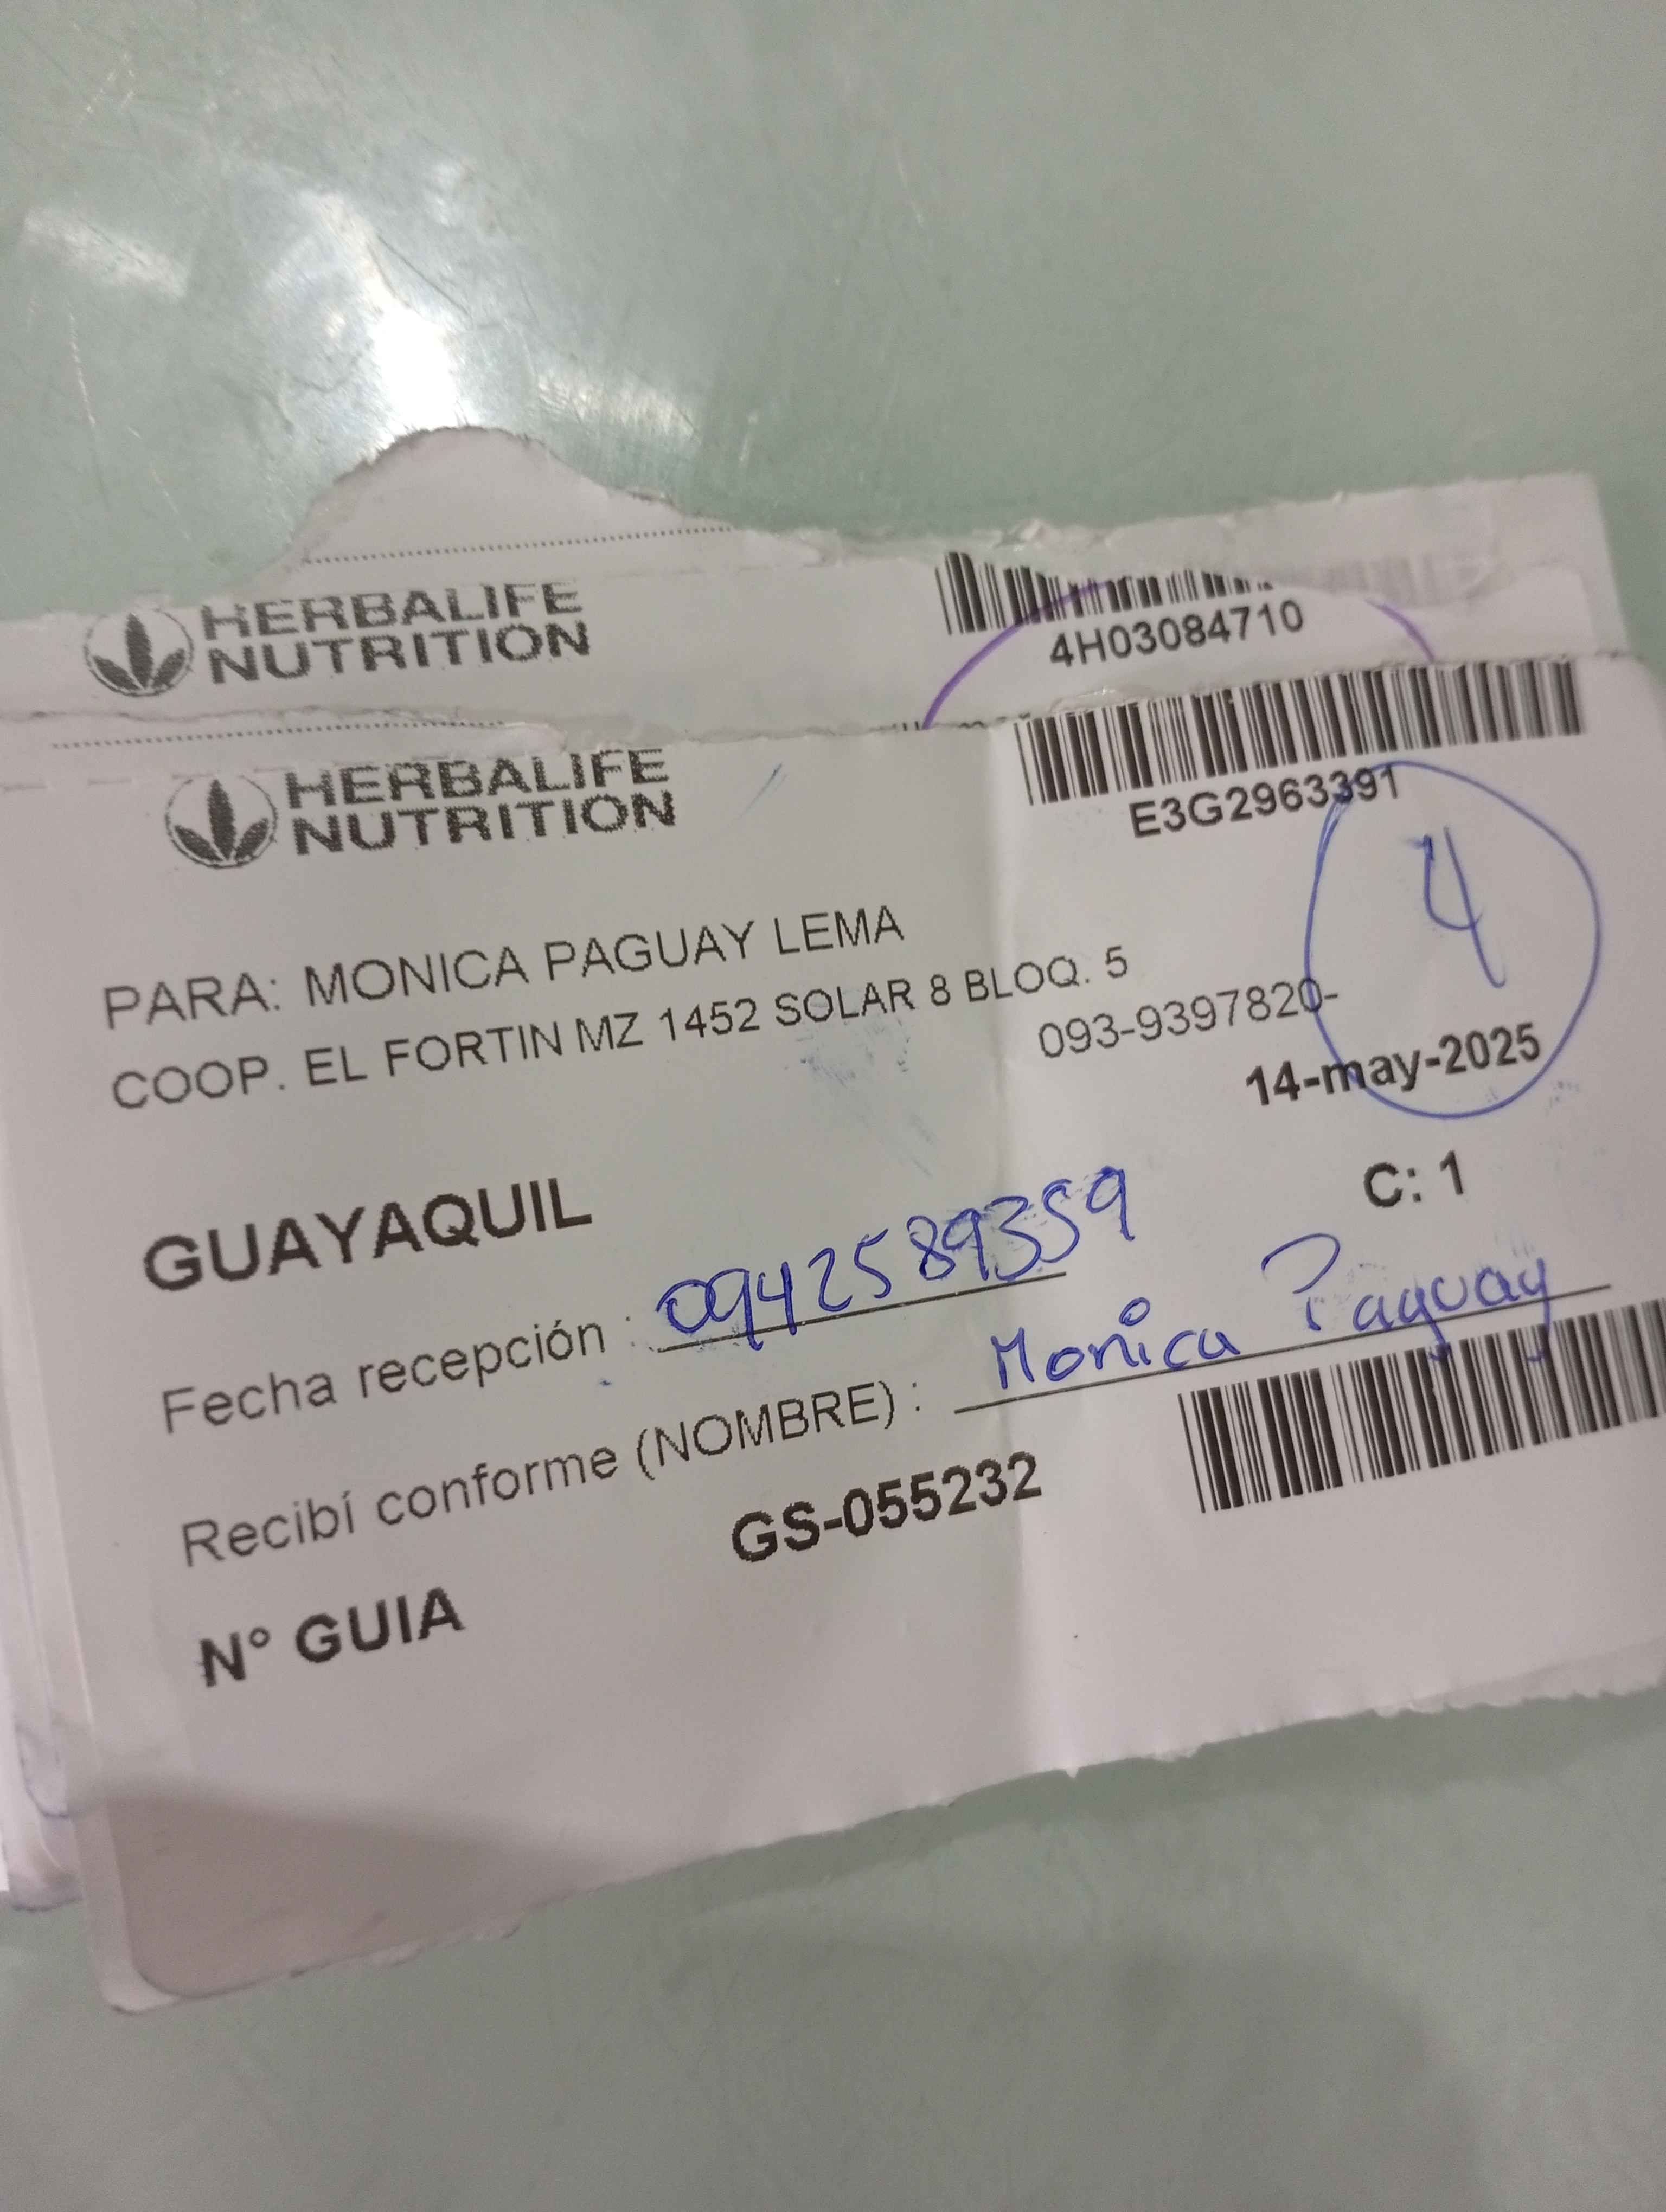 HERBALIFE
NUTRITION
4H03084710
HERBALIFE
NUTRITION
E3G2963391
4
PARA: MONICA PAGUAY LEMA
COOP. EL FORTIN MZ 1452 SOLAR 8 BLOQ. 5
093-9397820-
14-may-2025
GUAYAQUIL
C: 1
Fecha recepción : 0942589359
Recibí conforme (NOMBRE) : Monica Paguay
N° GUIA GS-055232